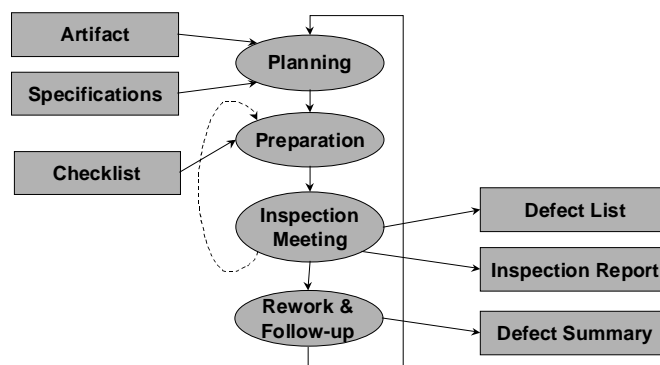 Artifact
Planning
Specifications
Preparation
Checklist
Inspection
Meeting
Defect List
Inspection Report
Rework &
Follow-up
Defect Summary